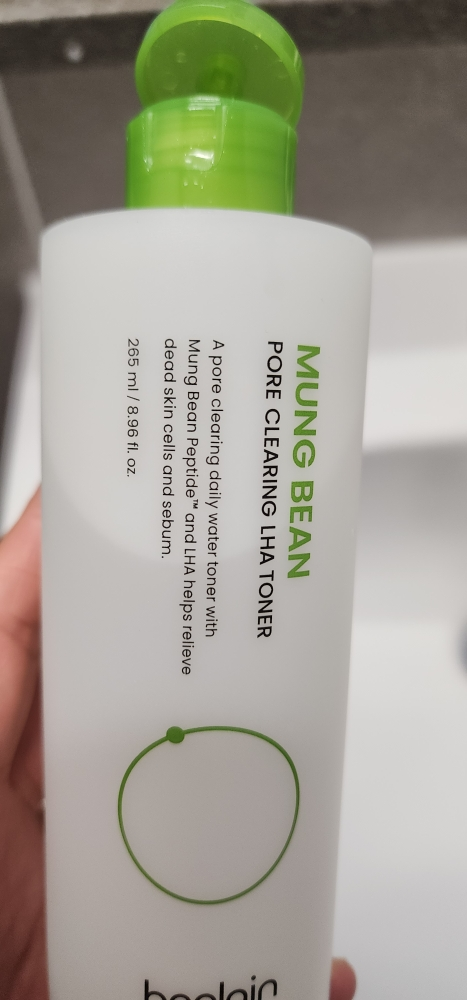 MUNG BEAN
PORE CLEARING LHA TONER
A pore clearing daily water toner with
Mung Bean Peptide™ and LHA helps relieve
dead skin cells and sebum.
265 ml / 8.96 fl. oz.